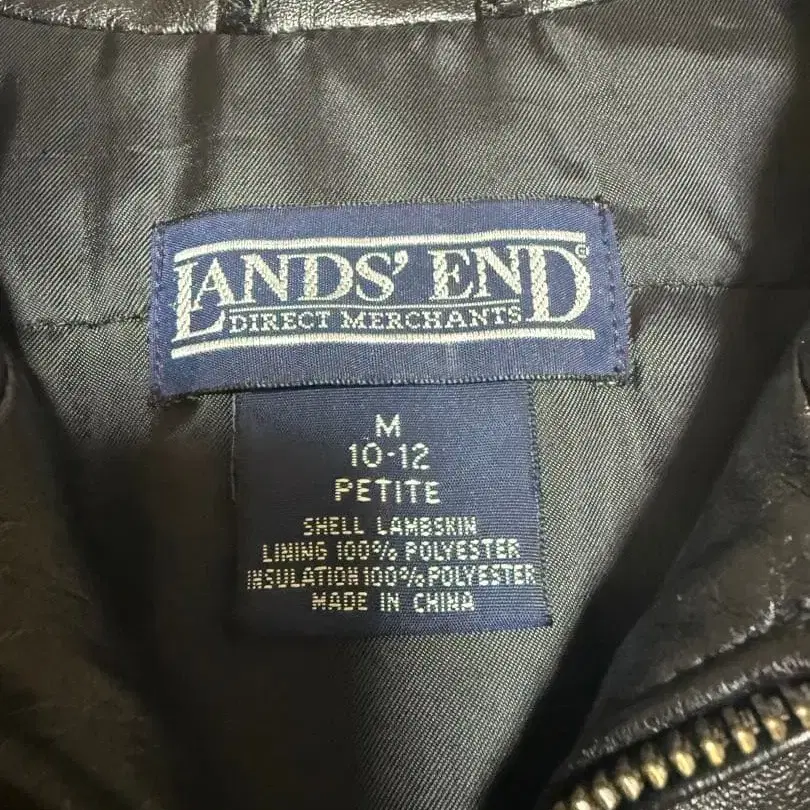 LANDS' END®
DIRECT MERCHANTS
M
10-12
PETITE
SHELL LAMBSKIN
LINING 100% POLYESTER
INSULATION 100% POLYESTER
MADE IN CHINA